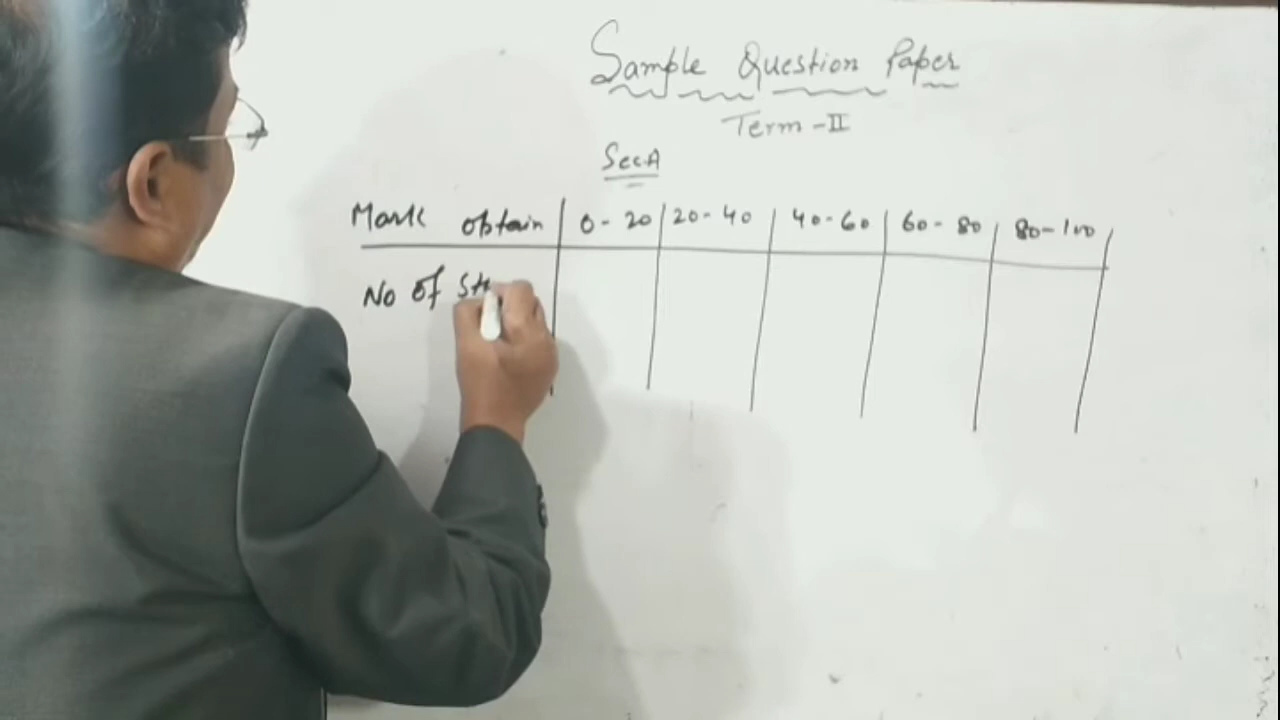 Sample Question Paper
Term-II
Sec A
Mark obtain 0-20 20-40 40-60 60-80 80-100
No of St